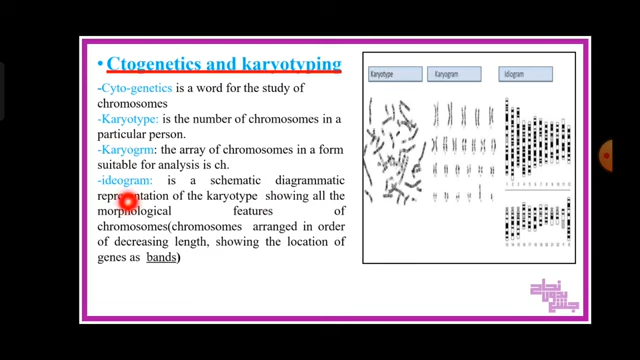 • Ctogenetics and karyotyping
-Cyto-genetics is a word for the study of
chromosomes
-Karyotype: is the number of chromosomes in a
particular person.
-Karyogrm: the array of chromosomes in a form
suitable for analysis is ch.
-ideogram: is a schematic diagrammatic
representation of the karyotype showing all the
morphological features of
chromosomes(chromosomes arranged in order
of decreasing length, showing the location of
genes as bands)
Karyotype
Karyogram
Idiogram